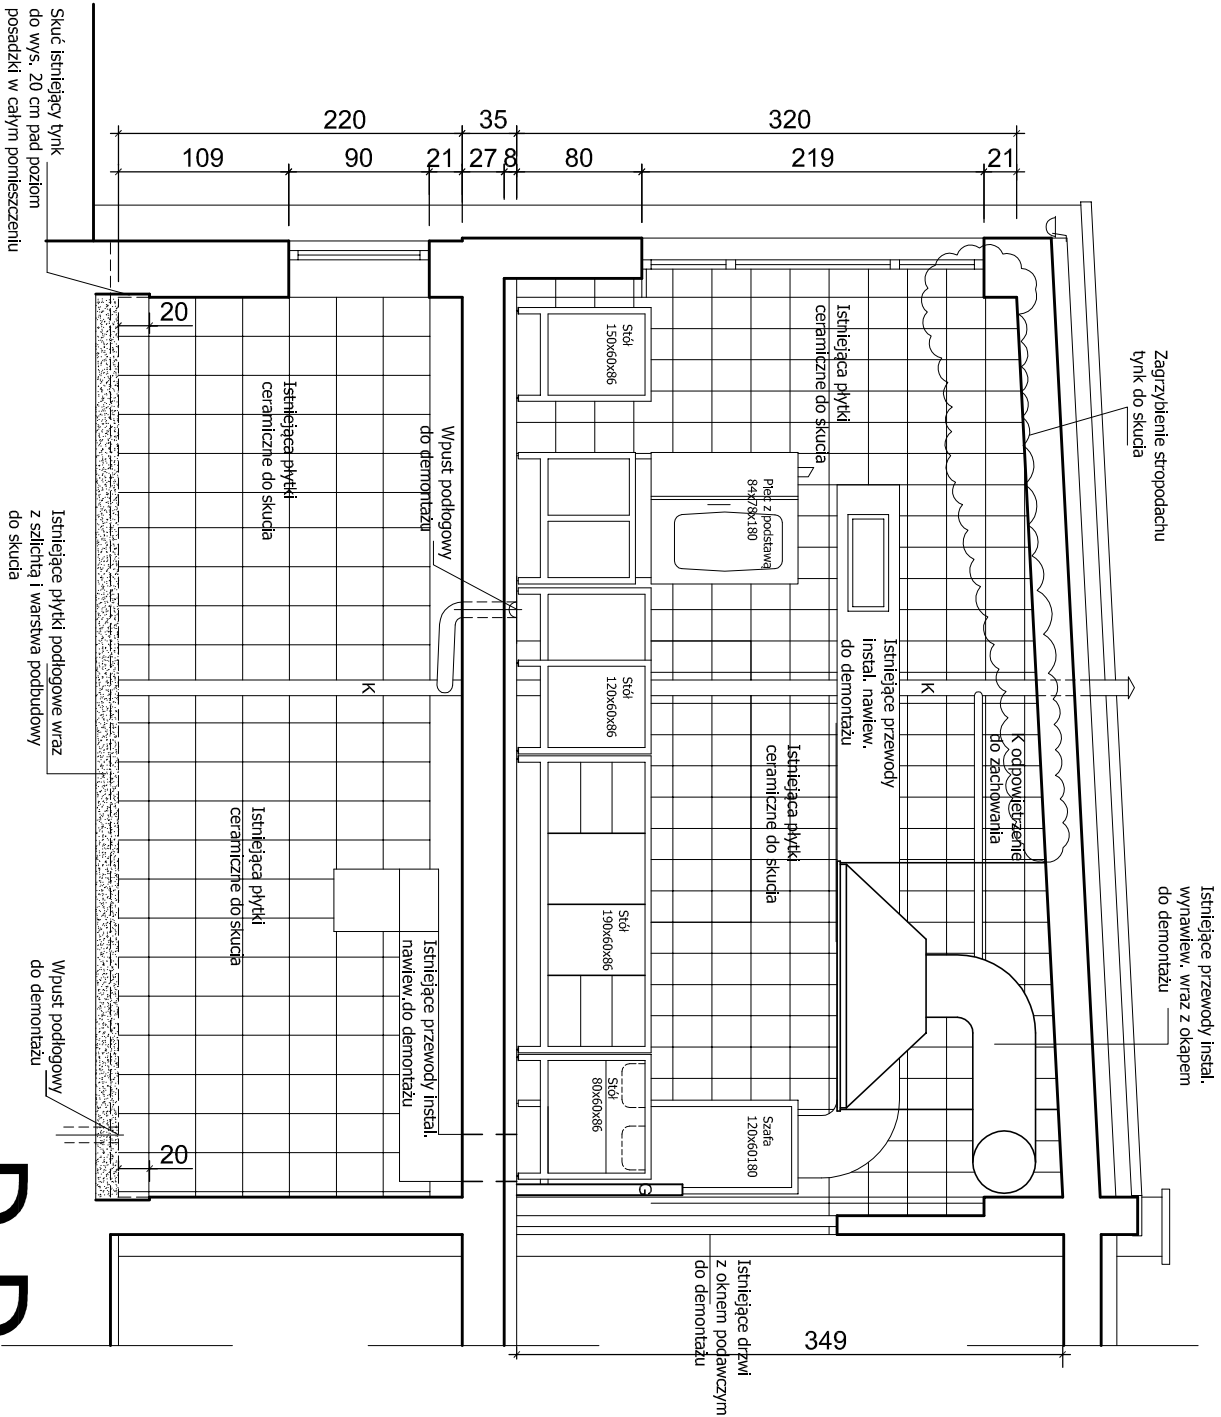 Skuć istniejący tynk
do wys. 20 cm pad poziom
posadzki w całym pomieszczeniu
Zagrzybienie stropodachu
tynk do skucia
Istniejące przewody instal.
wynawiew. wraz z okapem
do demontażu
220
35
320
109
90
21
27
8
80
219
21
20
20
349
Istniejąca płytki
ceramiczne do skucia
Stół
150x60x86
Piec z podstawą
84x78x180
Istniejące przewody
instal. nawiew.
do demontażu
K
K odpowietrzenie
do zachowania
Stół
120x60x86
Istniejąca płytki
ceramiczne do skucia
Stół
190x60x86
Stół
80x60x86
Szafa
120x60180
G
Wpust podłogowy
do demontażu
Istniejąca płytki
ceramiczne do skucia
K
Istniejąca płytki
ceramiczne do skucia
Istniejące przewody instal.
nawiew.do demontażu
Istniejące płytki podłogowe wraz
z szlichtą i warstwa podbudowy
do skucia
Wpust podłogowy
do demontażu
Istniejące drzwi
z oknem podawczym
do demontażu